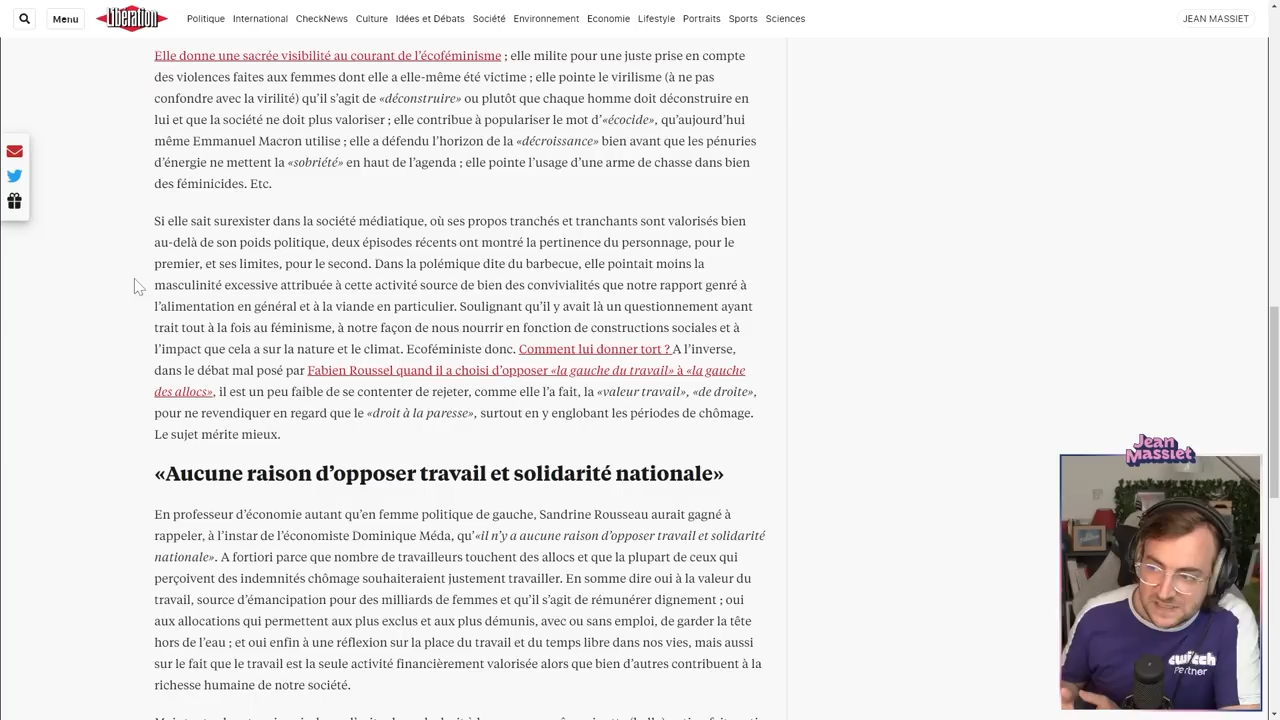 Menu
Libération
Politique International CheckNews Culture Idées et Débats Société Environnement Economie Lifestyle Portraits Sports Sciences
JEAN MASSIET
Elle donne une sacrée visibilité au courant de l’écoféminisme ; elle milite pour une juste prise en compte
des violences faites aux femmes dont elle a elle-même été victime ; elle pointe le virilisme (à ne pas
confondre avec la virilité) qu’il s’agit de «déconstruire» ou plutôt que chaque homme doit déconstruire en
lui et que la société ne doit plus valoriser ; elle contribue à populariser le mot d’«écocide», qu’aujourd’hui
même Emmanuel Macron utilise ; elle a défendu l’horizon de la «décroissance» bien avant que les pénuries
d’énergie ne mettent la «sobriété» en haut de l’agenda ; elle pointe l’usage d’une arme de chasse dans bien
des féminicides. Etc.
Si elle sait surexister dans la société médiatique, où ses propos tranchés et tranchants sont valorisés bien
au-delà de son poids politique, deux épisodes récents ont montré la pertinence du personnage, pour le
premier, et ses limites, pour le second. Dans la polémique dite du barbecue, elle pointait moins la
masculinité excessive attribuée à cette activité source de bien des convivialités que notre rapport genré à
l’alimentation en général et à la viande en particulier. Soulignant qu’il y avait là un questionnement ayant
trait tout à la fois au féminisme, à notre façon de nous nourrir en fonction de constructions sociales et à
l’impact que cela a sur la nature et le climat. Ecoféministe donc. Comment lui donner tort ? A l’inverse,
dans le débat mal posé par Fabien Roussel quand il a choisi d’opposer «la gauche du travail» à «la gauche
des allocs», il est un peu faible de se contenter de rejeter, comme elle l’a fait, la «valeur travail», «de droite»,
pour ne revendiquer en regard que le «droit à la paresse», surtout en y englobant les périodes de chômage.
Le sujet mérite mieux.
«Aucune raison d’opposer travail et solidarité nationale»
En professeur d’économie autant qu’en femme politique de gauche, Sandrine Rousseau aurait gagné à
rappeler, à l’instar de l’économiste Dominique Méda, qu’«il n’y a aucune raison d’opposer travail et solidarité
nationale». A fortiori parce que nombre de travailleurs touchent des allocs et que la plupart de ceux qui
perçoivent des indemnités chômage souhaiteraient justement travailler. En somme dire oui à la valeur du
travail, source d’émancipation pour des milliards de femmes et qu’il s’agit de rémunérer dignement ; oui
aux allocations qui permettent aux plus exclus et aux plus démunis, avec ou sans emploi, de garder la tête
hors de l’eau ; et oui enfin à une réflexion sur la place du travail et du temps libre dans nos vies, mais aussi
sur le fait que le travail est la seule activité financièrement valorisée alors que bien d’autres contribuent à la
richesse humaine de notre société.
Jean
Massiet
twitch
Partner